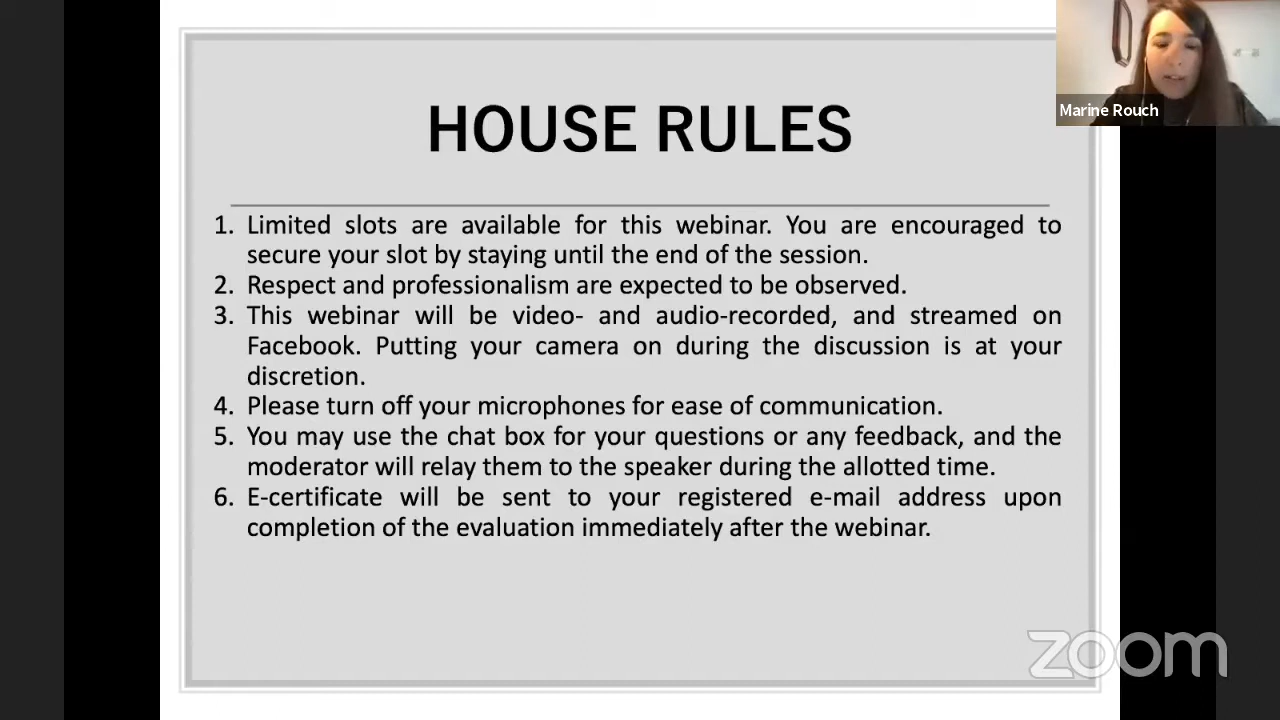 Marine Rouch
HOUSE RULES
1. Limited slots are available for this webinar. You are encouraged to
secure your slot by staying until the end of the session.
2. Respect and professionalism are expected to be observed.
3. This webinar will be video- and audio-recorded, and streamed on
Facebook. Putting your camera on during the discussion is at your
discretion.
4. Please turn off your microphones for ease of communication.
5. You may use the chat box for your questions or any feedback, and the
moderator will relay them to the speaker during the allotted time.
6. E-certificate will be sent to your registered e-mail address upon
completion of the evaluation immediately after the webinar.
zoom